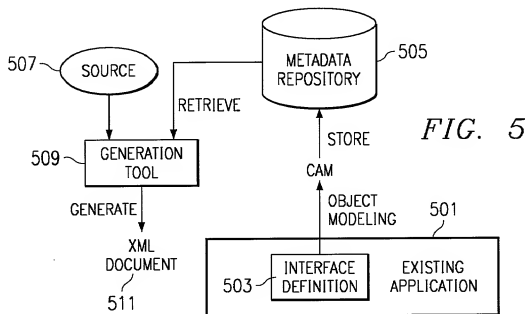 507
SOURCE
METADATA
REPOSITORY
505
RETRIEVE
FIG. 5
STORE
509
GENERATION
TOOL
CAM
GENERATE
OBJECT
MODELING
501
XML
DOCUMENT
511
503
INTERFACE
DEFINITION
EXISTING
APPLICATION